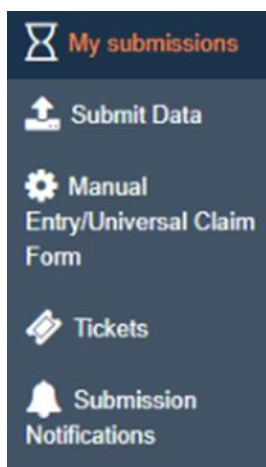 My submissions
Submit Data
Manual
Entry/Universal Claim
Form
Tickets
Submission
Notifications